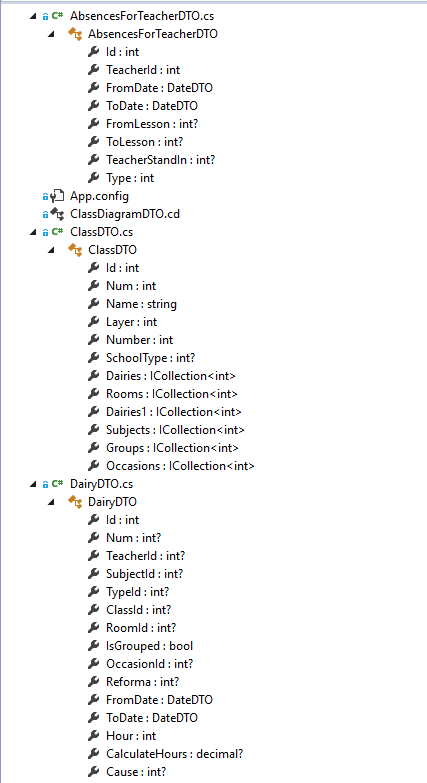 C# AbsencesForTeacherDTO.cs
AbsencesForTeacherDTO
Id : int
TeacherId : int
FromDate : DateDTO
ToDate : DateDTO
FromLesson : int?
ToLesson : int?
TeacherStandIn : int?
Type : int
App.config
ClassDiagramDTO.cd
C# ClassDTO.cs
ClassDTO
Id : int
Num : int
Name : string
Layer : int
Number : int
SchoolType : int?
Dairies : ICollection<int>
Rooms : ICollection<int>
Dairies1 : ICollection<int>
Subjects : ICollection<int>
Groups : ICollection<int>
Occasions : ICollection<int>
C# DairyDTO.cs
DairyDTO
Id : int
Num : int?
TeacherId : int?
SubjectId : int?
TypeId : int?
ClassId : int?
RoomId : int?
IsGrouped : bool
OccasionId : int?
Reforma : int?
FromDate : DateDTO
ToDate : DateDTO
Hour : int
CalculateHours : decimal?
Cause : int?